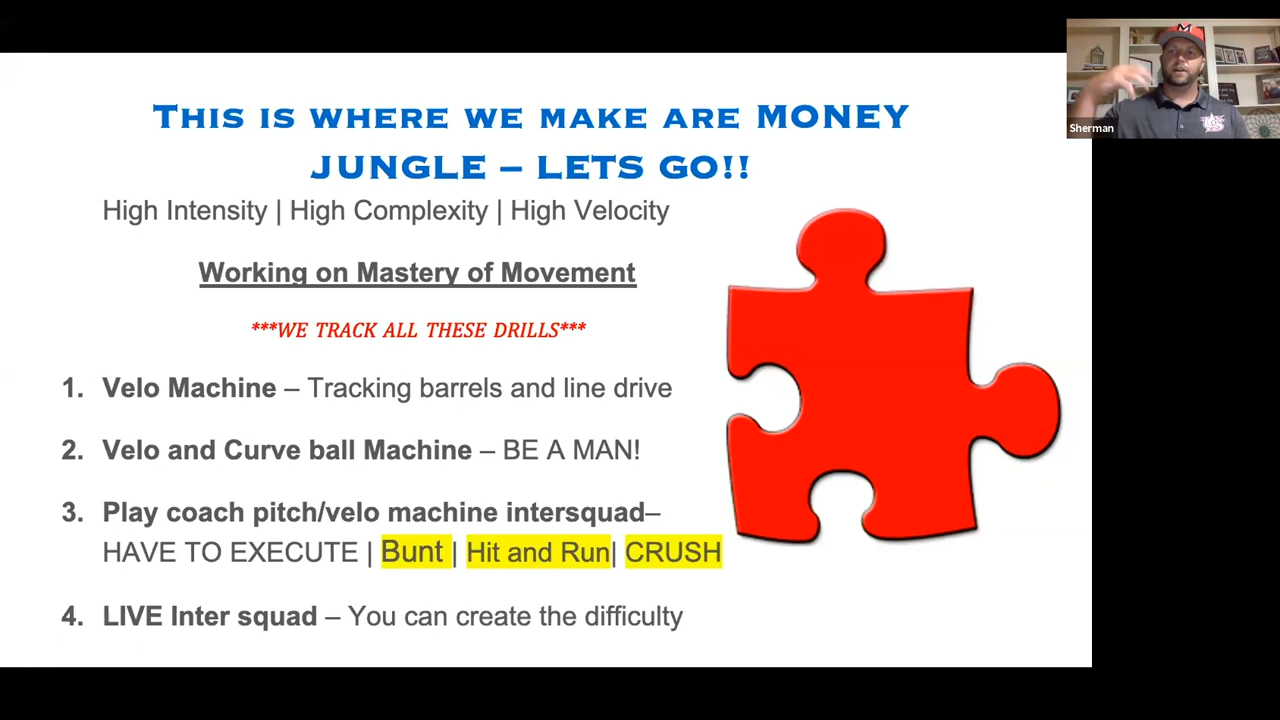 THIS IS WHERE WE MAKE ARE MONEY
JUNGLE – LETS GO!!
High Intensity | High Complexity | High Velocity
Working on Mastery of Movement
***WE TRACK ALL THESE DRILLS***
1. Velo Machine – Tracking barrels and line drive
2. Velo and Curve ball Machine – BE A MAN!
3. Play coach pitch/velo machine intersquad–
HAVE TO EXECUTE | Bunt | Hit and Run| CRUSH
4. LIVE Inter squad – You can create the difficulty
Sherman
M